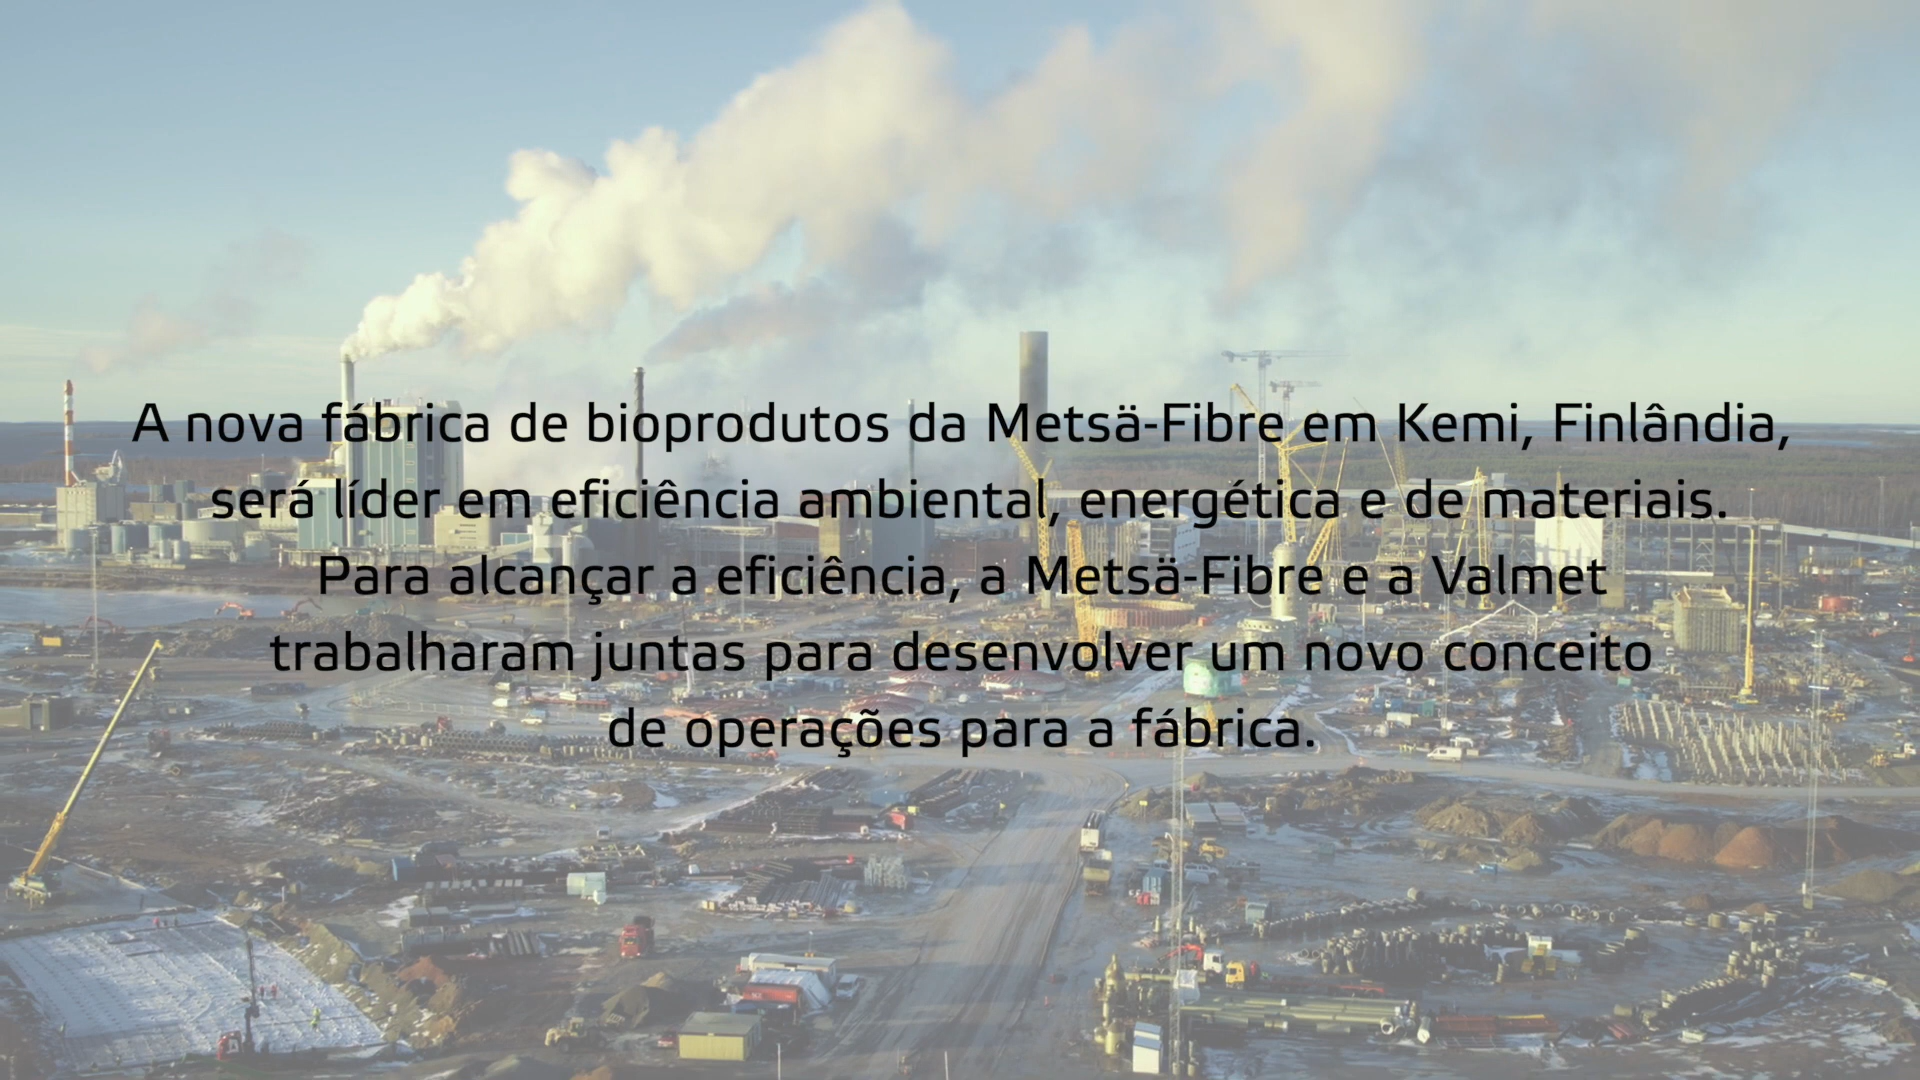 A nova fábrica de bioprodutos da Metsä-Fibre em Kemi, Finlândia,
será líder em eficiência ambiental, energética e de materiais.
Para alcançar a eficiência, a Metsä-Fibre e a Valmet
trabalharam juntas para desenvolver um novo conceito
de operações para a fábrica.